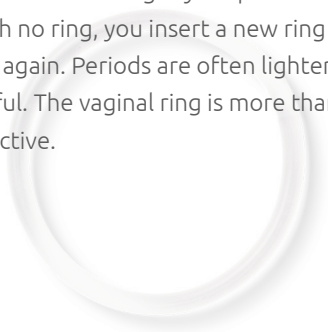 h no ring, you insert a new ring
again. Periods are often lighter
ful. The vaginal ring is more than
ctive.